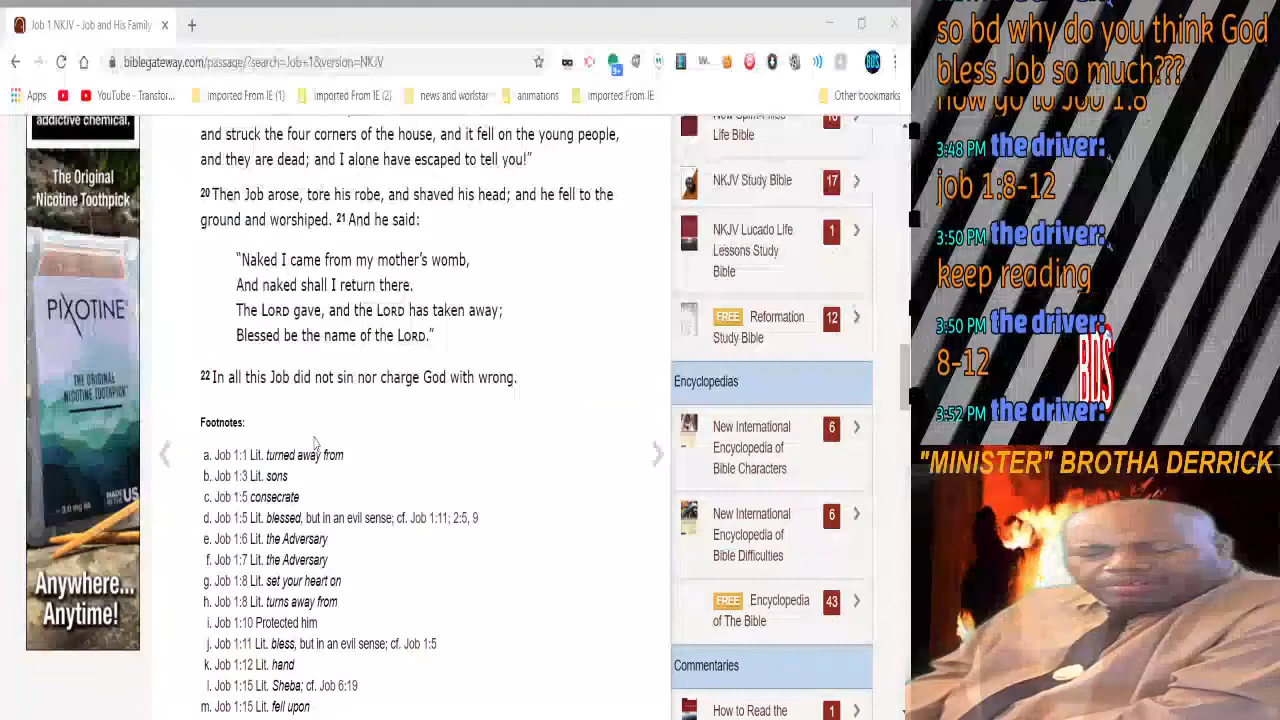 Job 1 NKJV - Job and His Family
biblegateway.com/passage/?search=Job+1&version=NKJV
Apps
YouTube - Transfor...
Imported From IE (1)
Imported From IE (2)
news and worlstar
animations
Imported From IE
Other bookmarks
addictive chemical.
The Original
Nicotine Toothpick
PIXOTINE
THE ORIGINAL
NICOTINE TOOTHPICK
MADE IN THE US
Anywhere...
Anytime!
and struck the four corners of the house, and it fell on the young people,
and they are dead; and I alone have escaped to tell you!”
20 Then Job arose, tore his robe, and shaved his head; and he fell to the
ground and worshiped. 21 And he said:
“Naked I came from my mother’s womb,
And naked shall I return there.
The LORD gave, and the LORD has taken away;
Blessed be the name of the LORD.”
22 In all this Job did not sin nor charge God with wrong.
Footnotes:
a. Job 1:1 Lit. turned away from
b. Job 1:3 Lit. sons
c. Job 1:5 consecrate
d. Job 1:5 Lit. blessed, but in an evil sense; cf. Job 1:11; 2:5, 9
e. Job 1:6 Lit. the Adversary
f. Job 1:7 Lit. the Adversary
g. Job 1:8 Lit. set your heart on
h. Job 1:8 Lit. turns away from
i. Job 1:10 Protected him
j. Job 1:11 Lit. bless, but in an evil sense; cf. Job 1:5
k. Job 1:12 Lit. hand
l. Job 1:15 Lit. Sheba; cf. Job 6:19
m. Job 1:15 Lit. fell upon
Life Bible
NKJV Study Bible 17
NKJV Lucado Life 1
Lessons Study
Bible
FREE Reformation 12
Study Bible
Encyclopedias
New International 6
Encyclopedia of
Bible Characters
New International 6
Encyclopedia of
Bible Difficulties
FREE Encyclopedia 43
of The Bible
Commentaries
How to Read the 1
so bd why do you think God
bless Job so much???
now go to Job 1:8
3:48 PM the driver:
job 1:8-12
3:50 PM the driver:
keep reading
3:50 PM the driver:
8-12
BDS
3:52 PM the driver:
"MINISTER" BROTHA DERRICK